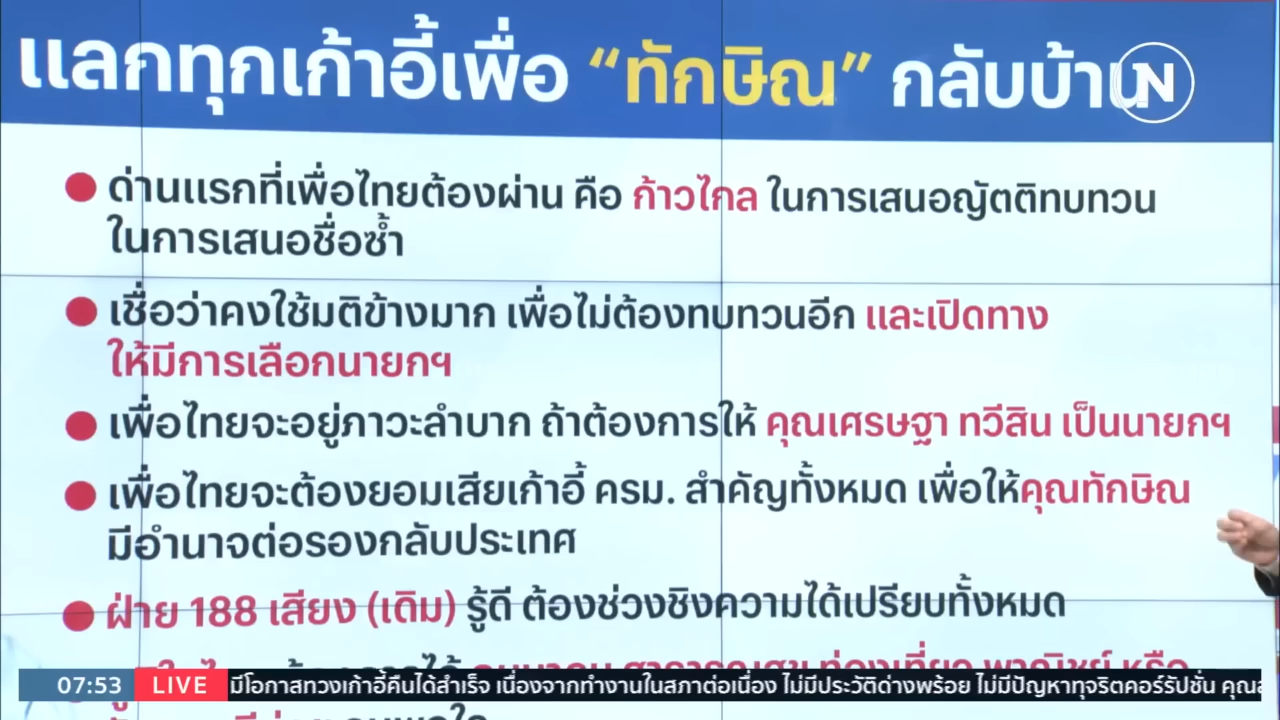 แลกทุกเก้าอี้เพื่อ “ทักษิณ” กลับบ้าน
N
ด่านแรกที่เพื่อไทยต้องผ่าน คือ ก้าวไกล ในการเสนอญัตติทบทวน
ในการเสนอชื่อซ้ำ
เชื่อว่าคงใช้มติข้างมาก เพื่อไม่ต้องทบทวนอีก และเปิดทาง
ให้มีการเลือกนายกฯ
เพื่อไทยจะอยู่ภาวะลำบาก ถ้าต้องการให้ คุณเศรษฐา ทวีสิน เป็นนายกฯ
เพื่อไทยจะต้องยอมเสียเก้าอี้ ครม. สำคัญทั้งหมด เพื่อให้คุณทักษิณ
มีอำนาจต่อรองกลับประเทศ
ฝ่าย 188 เสียง (เดิม) รู้ดี ต้องช่วงชิงความได้เปรียบทั้งหมด
07:53 LIVE มีโอกาสทวงเก้าอี้คืนได้สำเร็จ เนื่องจากทำงานในสภาต่อเนื่อง ไม่มีประวัติด่างพร้อย ไม่มีปัญหาทุจริตคอร์รัปชั่น